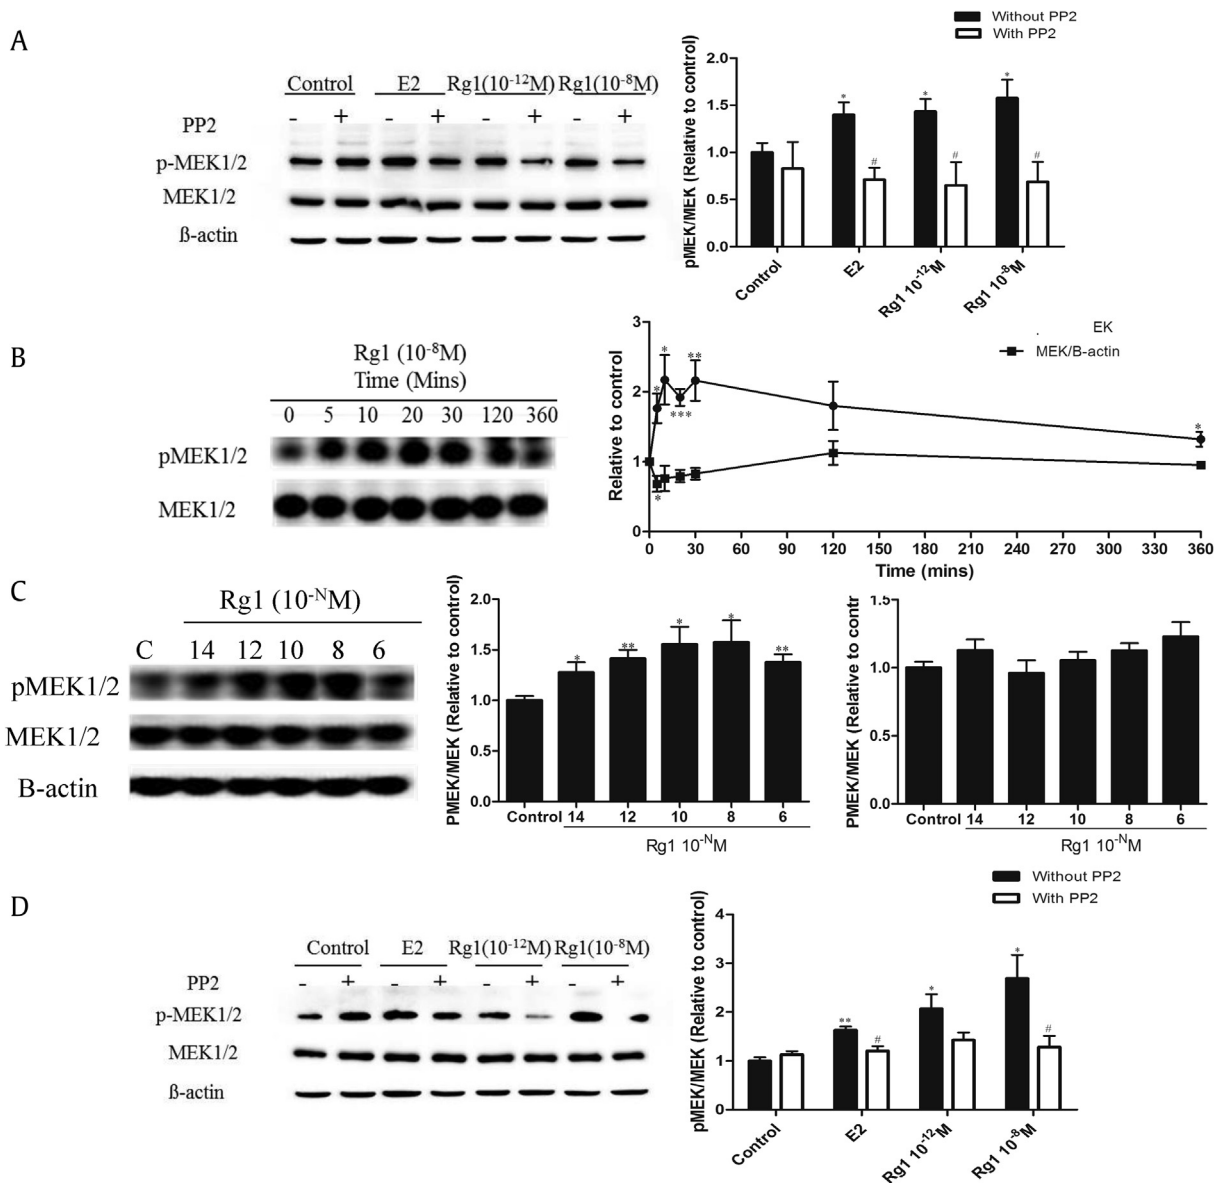 A
Control E2 Rg1(10⁻¹²M) Rg1(10⁻⁸M)
PP2 - + - + - + - +
p-MEK1/2
MEK1/2
ß-actin
Without PP2
With PP2
pMEK/MEK (Relative to control)
2.0
1.5
1.0
0.5
0.0
* * *
# # #
Control E2 Rg1 10⁻¹²M Rg1 10⁻⁸M
B
Rg1 (10⁻⁸M)
Time (Mins)
0 5 10 20 30 120 360
pMEK1/2
MEK1/2
. EK
MEK/B-actin
Relative to control
3
2
1
0
* * *** ** *
*
0 30 60 90 120 150 180 210 240 270 300 330 360
Time (mins)
C
Rg1 (10⁻ᴺM)
C 14 12 10 8 6
pMEK1/2
MEK1/2
B-actin
PMEK/MEK (Relative to control)
2.0
1.5
1.0
0.5
0.0
* ** * * **
Control 14 12 10 8 6
Rg1 10⁻ᴺM
PMEK/MEK (Relative to contr
1.5
1.0
0.5
0.0
Control 14 12 10 8 6
Rg1 10⁻ᴺM
D
Control E2 Rg1(10⁻¹²M) Rg1(10⁻⁸M)
PP2 - + - + - + - +
p-MEK1/2
MEK1/2
ß-actin
Without PP2
With PP2
pMEK/MEK (Relative to control)
4
3
2
1
0
** * *
# #
Control E2 Rg1 10⁻¹²M Rg1 10⁻⁸M